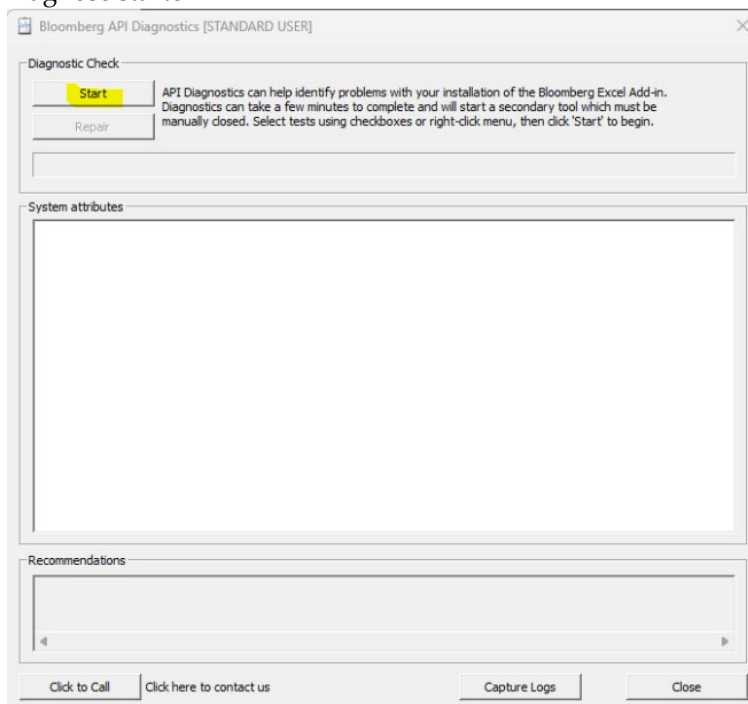 Bloomberg API Diagnostics [STANDARD USER]
Diagnostic Check
Start
API Diagnostics can help identify problems with your installation of the Bloomberg Excel Add-in.
Diagnostics can take a few minutes to complete and will start a secondary tool which must be
manually closed. Select tests using checkboxes or right-click menu, then click 'Start' to begin.
Repair
System attributes
Recommendations
Click to Call
Click here to contact us
Capture Logs
Close